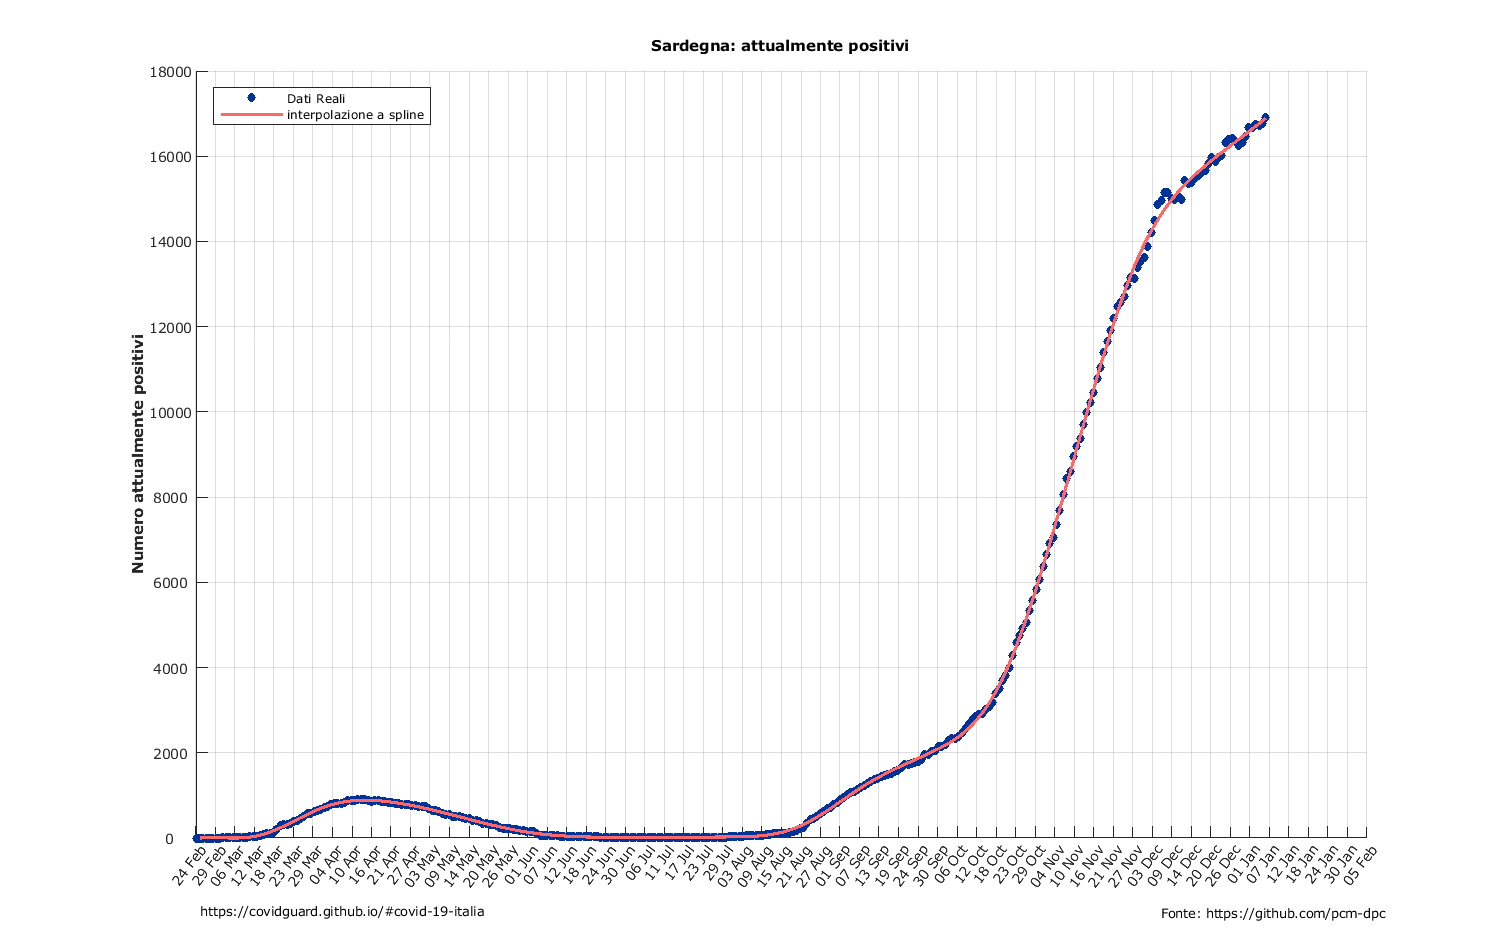 Sardegna: attualmente positivi
Dati Reali
interpolazione a spline
Numero attualmente positivi
18000
16000
14000
12000
10000
8000
6000
4000
2000
0
24 Feb
29 Feb
06 Mar
12 Mar
18 Mar
23 Mar
29 Mar
04 Apr
10 Apr
16 Apr
21 Apr
27 Apr
03 May
09 May
14 May
20 May
26 May
01 Jun
07 Jun
12 Jun
18 Jun
24 Jun
30 Jun
06 Jul
11 Jul
17 Jul
23 Jul
29 Jul
03 Aug
09 Aug
15 Aug
21 Aug
27 Aug
01 Sep
07 Sep
13 Sep
19 Sep
24 Sep
30 Oct
06 Oct
12 Oct
18 Oct
23 Oct
29 Oct
04 Nov
10 Nov
16 Nov
21 Nov
27 Nov
03 Dec
09 Dec
14 Dec
20 Dec
26 Dec
01 Jan
07 Jan
12 Jan
18 Jan
24 Jan
30 Jan
05 Feb
https://covidguard.github.io/#covid-19-italia
Fonte: https://github.com/pcm-dpc